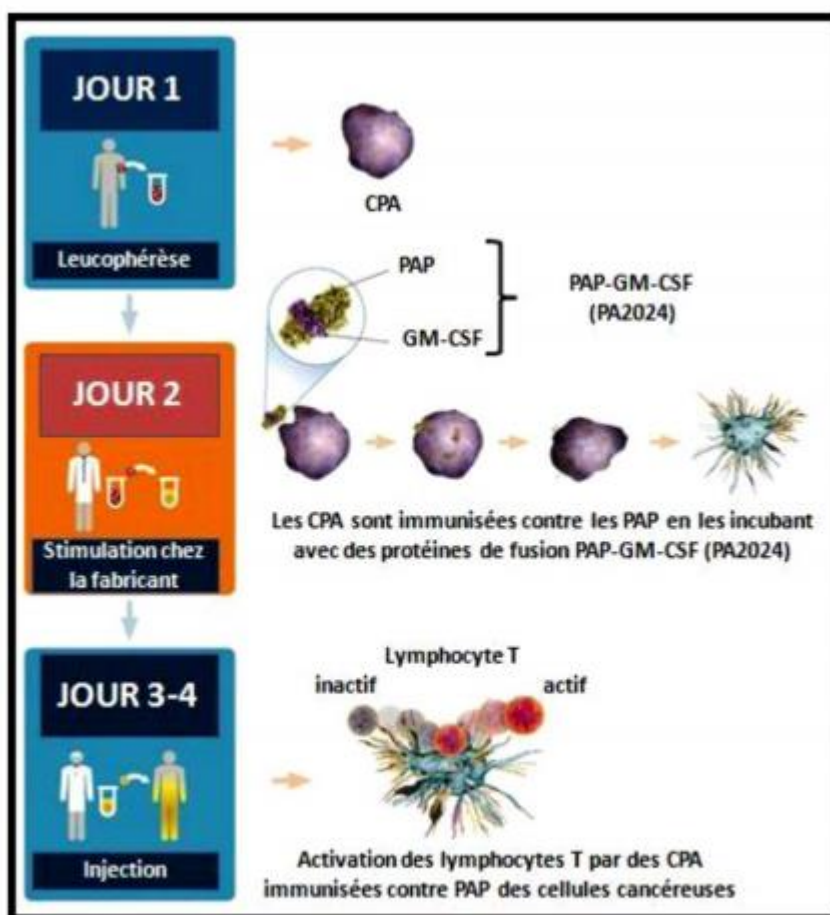 JOUR 1
Leucophérèse
CPA
PAP
GM-CSF
PAP-GM-CSF
(PA2024)
JOUR 2
Stimulation chez
la fabricant
Les CPA sont immunisées contre les PAP en les incubant
avec des protéines de fusion PAP-GM-CSF (PA2024)
JOUR 3-4
Injection
Lymphocyte T
inactif
actif
Activation des lymphocytes T par des CPA
immunisées contre PAP des cellules cancéreuses